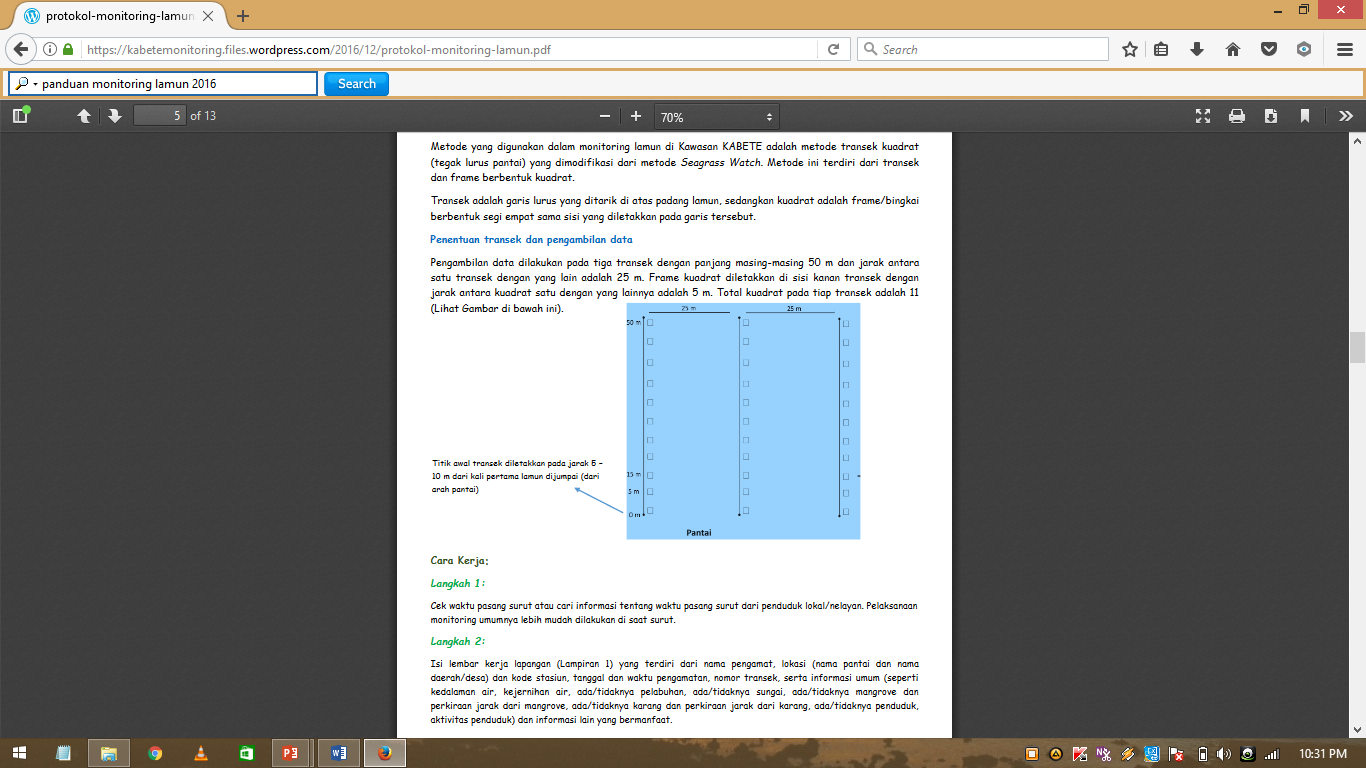 protokol-monitoring-lamun
https://kabetemonitoring.files.wordpress.com/2016/12/protokol-monitoring-lamun.pdf
Search
panduan monitoring lamun 2016
Search
5 of 13
70%
Metode yang digunakan dalam monitoring lamun di Kawasan KABETE adalah metode transek kuadrat
(tegak lurus pantai) yang dimodifikasi dari metode Seagrass Watch. Metode ini terdiri dari transek
dan frame berbentuk kuadrat.
Transek adalah garis lurus yang ditarik di atas padang lamun, sedangkan kuadrat adalah frame/bingkai
berbentuk segi empat sama sisi yang diletakkan pada garis tersebut.
Penentuan transek dan pengambilan data
Pengambilan data dilakukan pada tiga transek dengan panjang masing-masing 50 m dan jarak antara
satu transek dengan yang lain adalah 25 m. Frame kuadrat diletakkan di sisi kanan transek dengan
jarak antara kuadrat satu dengan yang lainnya adalah 5 m. Total kuadrat pada tiap transek adalah 11
(Lihat Gambar di bawah ini).
25 m 25 m
50 m
Titik awal transek diletakkan pada jarak 5 –
10 m dari kali pertama lamun dijumpai (dari
arah pantai)
15 m
5 m
0 m
Pantai
Cara Kerja:
Langkah 1:
Cek waktu pasang surut atau cari informasi tentang waktu pasang surut dari penduduk lokal/nelayan. Pelaksanaan
monitoring umumnya lebih mudah dilakukan di saat surut.
Langkah 2:
Isi lembar kerja lapangan (Lampiran 1) yang terdiri dari nama pengamat, lokasi (nama pantai dan nama
daerah/desa) dan kode stasiun, tanggal dan waktu pengamatan, nomor transek, serta informasi umum (seperti
kedalaman air, kejernihan air, ada/tidaknya pelabuhan, ada/tidaknya sungai, ada/tidaknya mangrove dan
perkiraan jarak dari mangrove, ada/tidaknya karang dan perkiraan jarak dari karang, ada/tidaknya penduduk,
aktivitas penduduk) dan informasi lain yang bermanfaat.
10:31 PM